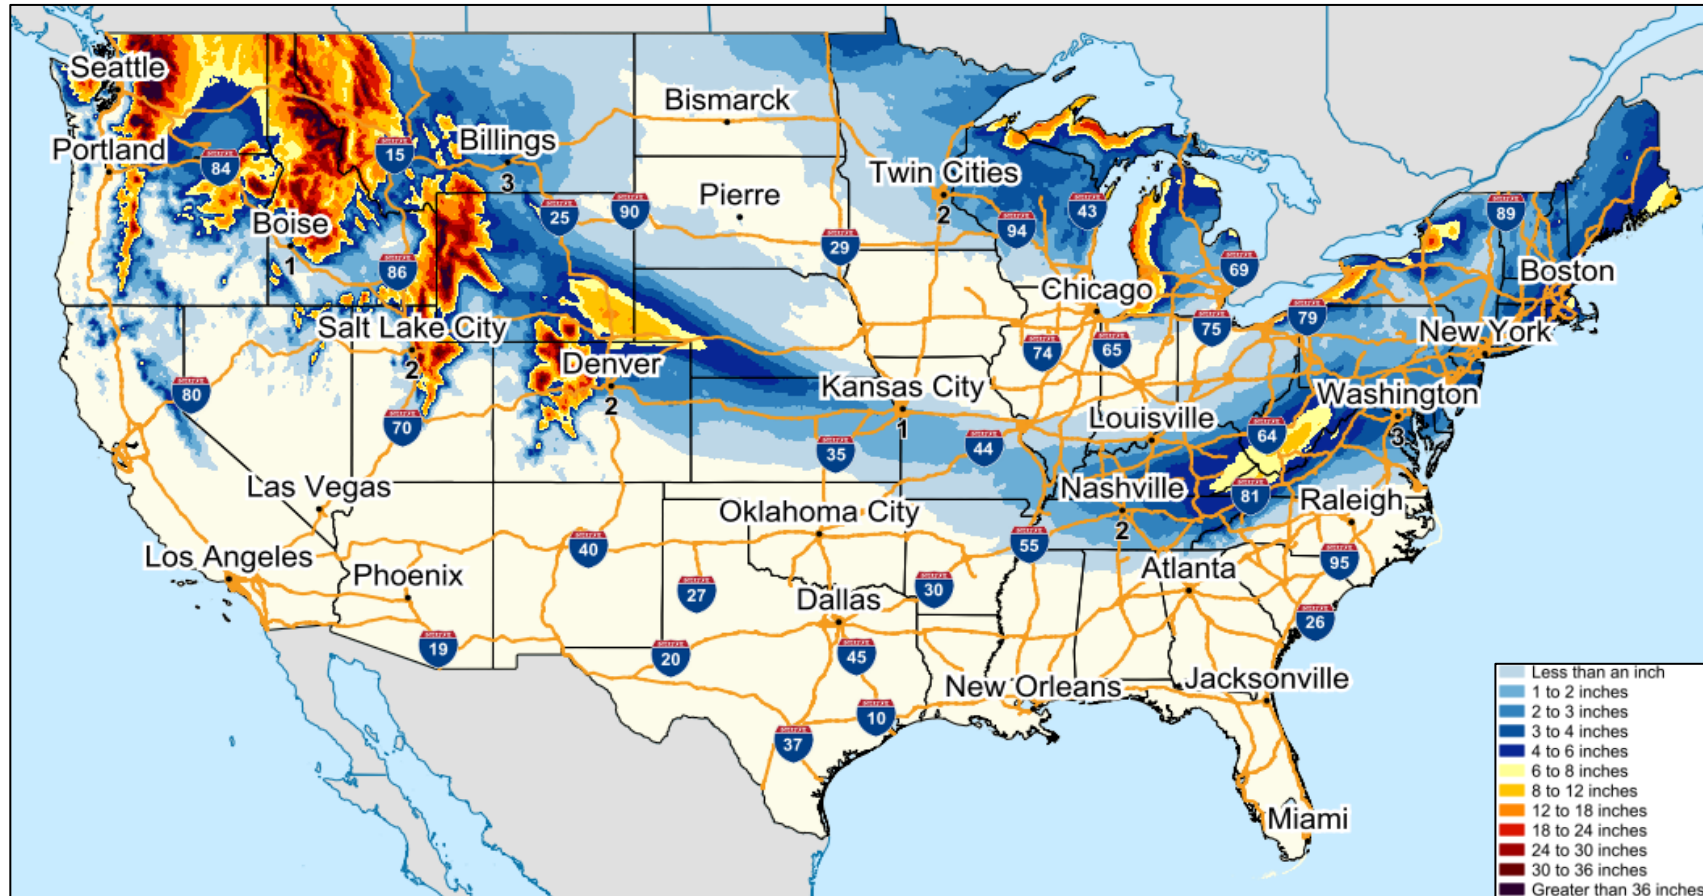 Seattle
Portland
84
15
Billings
3
Bismarck
Boise
1
86
25
90
Pierre
29
Twin Cities
2
94
43
69
89
Boston
Salt Lake City
2
Denver
2
Chicago
74
65
75
79
New York
80
70
Kansas City
1
35
44
Louisville
64
Washington
3
Las Vegas
Oklahoma City
Nashville
2
81
Raleigh
Los Angeles
Phoenix
40
27
55
30
Dallas
Atlanta
95
26
19
20
45
New Orleans
Jacksonville
10
37
Miami
Less than an inch
1 to 2 inches
2 to 3 inches
3 to 4 inches
4 to 6 inches
6 to 8 inches
8 to 12 inches
12 to 18 inches
18 to 24 inches
24 to 30 inches
30 to 36 inches
Greater than 36 inches